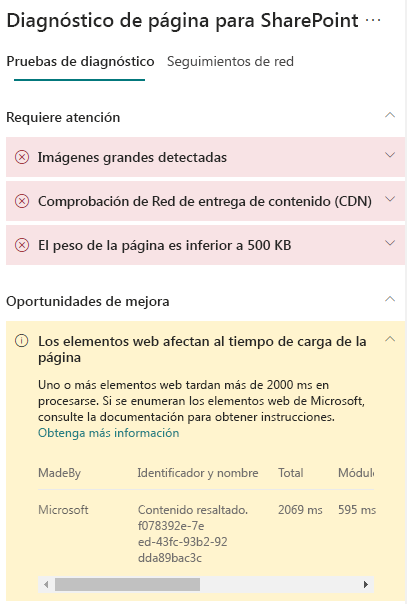 Diagnóstico de página para SharePoint ...
Pruebas de diagnóstico Seguimientos de red
Requiere atención
Imágenes grandes detectadas
Comprobación de Red de entrega de contenido (CDN)
El peso de la página es inferior a 500 KB
Oportunidades de mejora
Los elementos web afectan al tiempo de carga de la
página
Uno o más elementos web tardan más de 2000 ms en
procesarse. Si se enumeran los elementos web de Microsoft,
consulte la documentación para obtener instrucciones.
Obtenga más información
MadeBy Identificador y nombre Total Módulo
Microsoft Contenido resaltado. 2069 ms 595 ms
f078392e-7e
ed-43fc-93b2-92
dda89bac3c